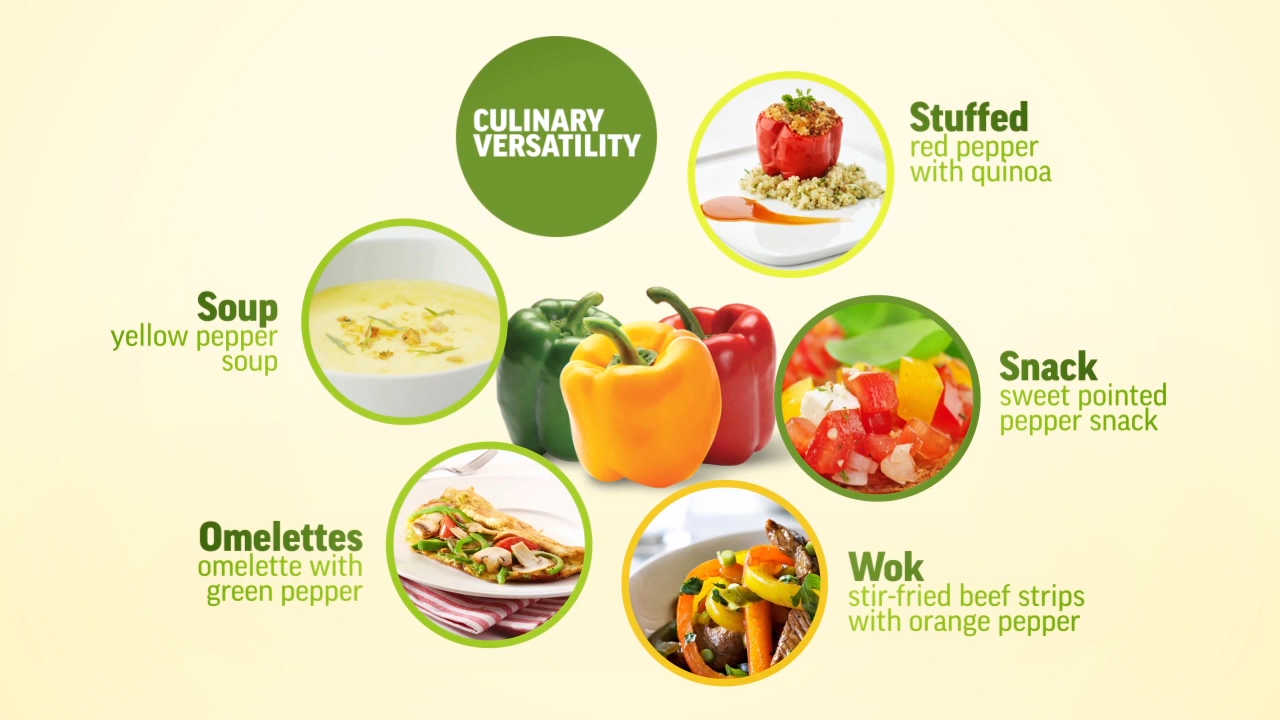 CULINARY
VERSATILITY
Stuffed
red pepper
with quinoa
Snack
sweet pointed
pepper snack
Wok
stir-fried beef strips
with orange pepper
Omelettes
omelette with
green pepper
Soup
yellow pepper
soup